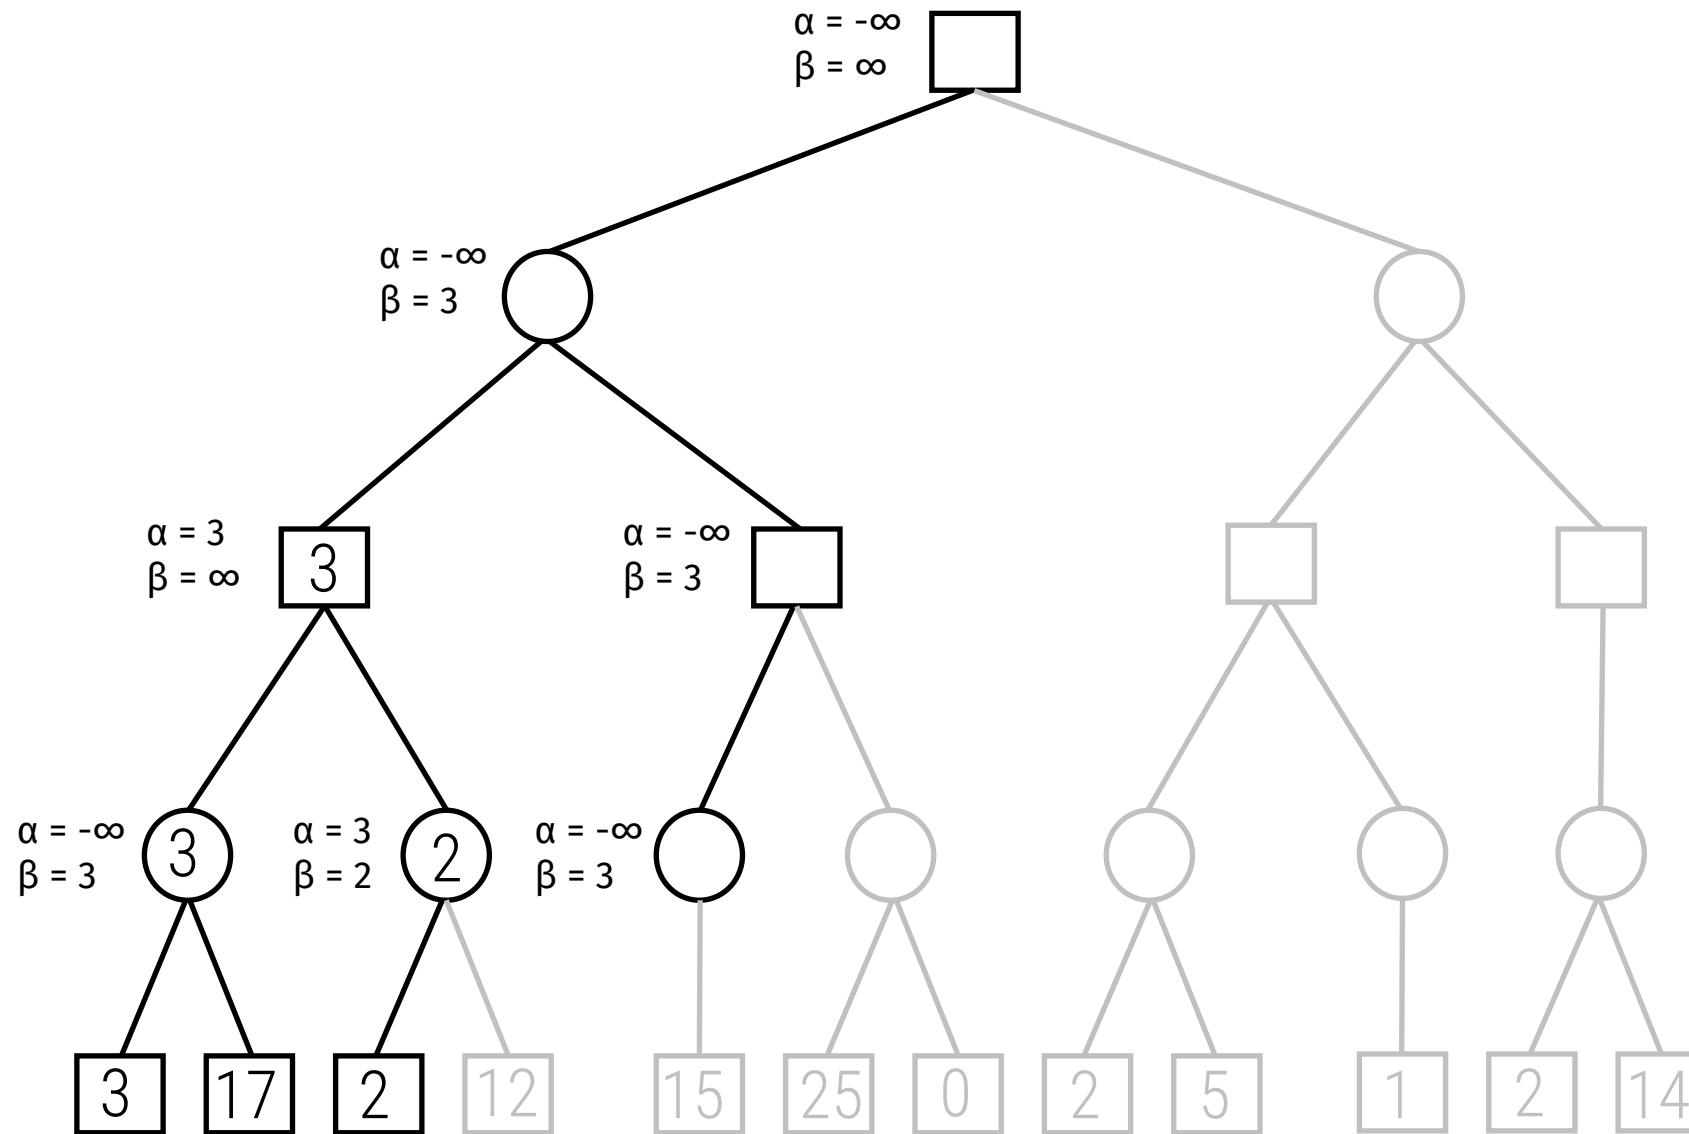 α = -∞
β = ∞
α = -∞
β = 3
α = 3
β = ∞
3
α = -∞
β = 3
α = -∞
β = 3
3
α = 3
β = 2
2
α = -∞
β = 3
3
17
2
12
15
25
0
2
5
1
2
14